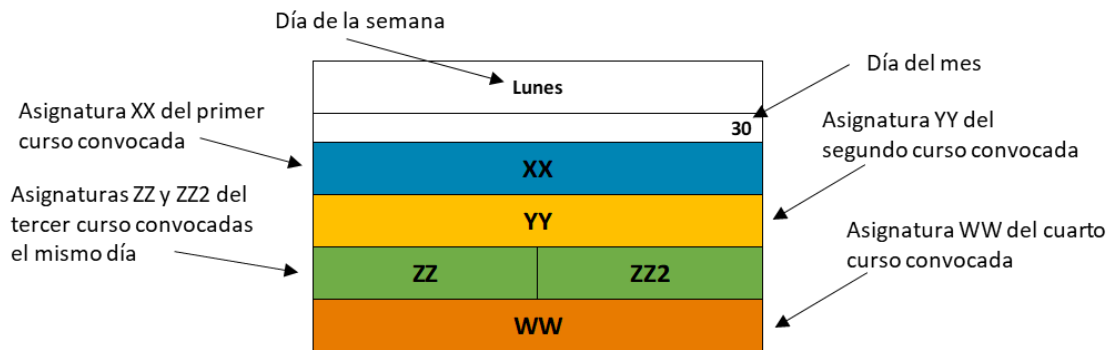 Día de la semana
Lunes
Día del mes
30
Asignatura XX del primer
curso convocada
XX
Asignatura YY del
segundo curso convocada
YY
Asignaturas ZZ y ZZ2 del
tercer curso convocadas
el mismo día
ZZ
ZZ2
Asignatura WW del cuarto
curso convocada
WW